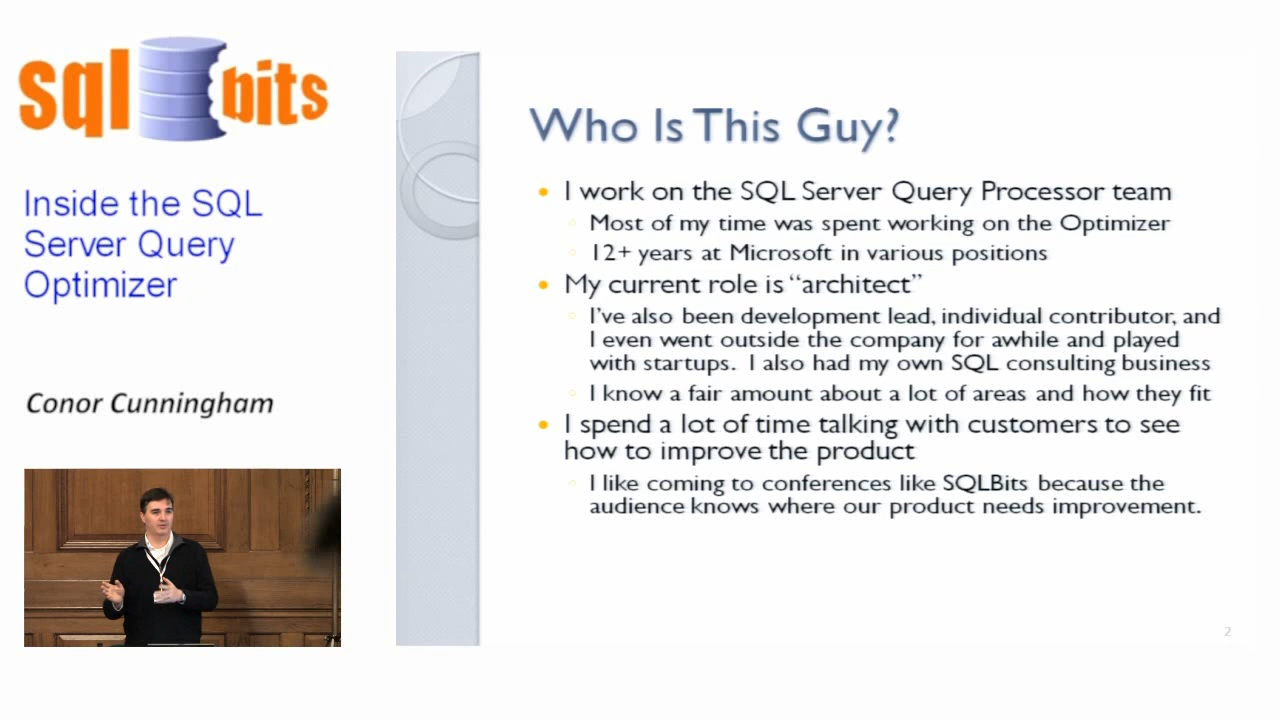 sql bits
Inside the SQL
Server Query
Optimizer
Conor Cunningham
Who Is This Guy?
I work on the SQL Server Query Processor team
Most of my time was spent working on the Optimizer
12+ years at Microsoft in various positions
My current role is “architect”
I’ve also been development lead, individual contributor, and
I even went outside the company for awhile and played
with startups. I also had my own SQL consulting business
I know a fair amount about a lot of areas and how they fit
I spend a lot of time talking with customers to see
how to improve the product
I like coming to conferences like SQLBits because the
audience knows where our product needs improvement.
2